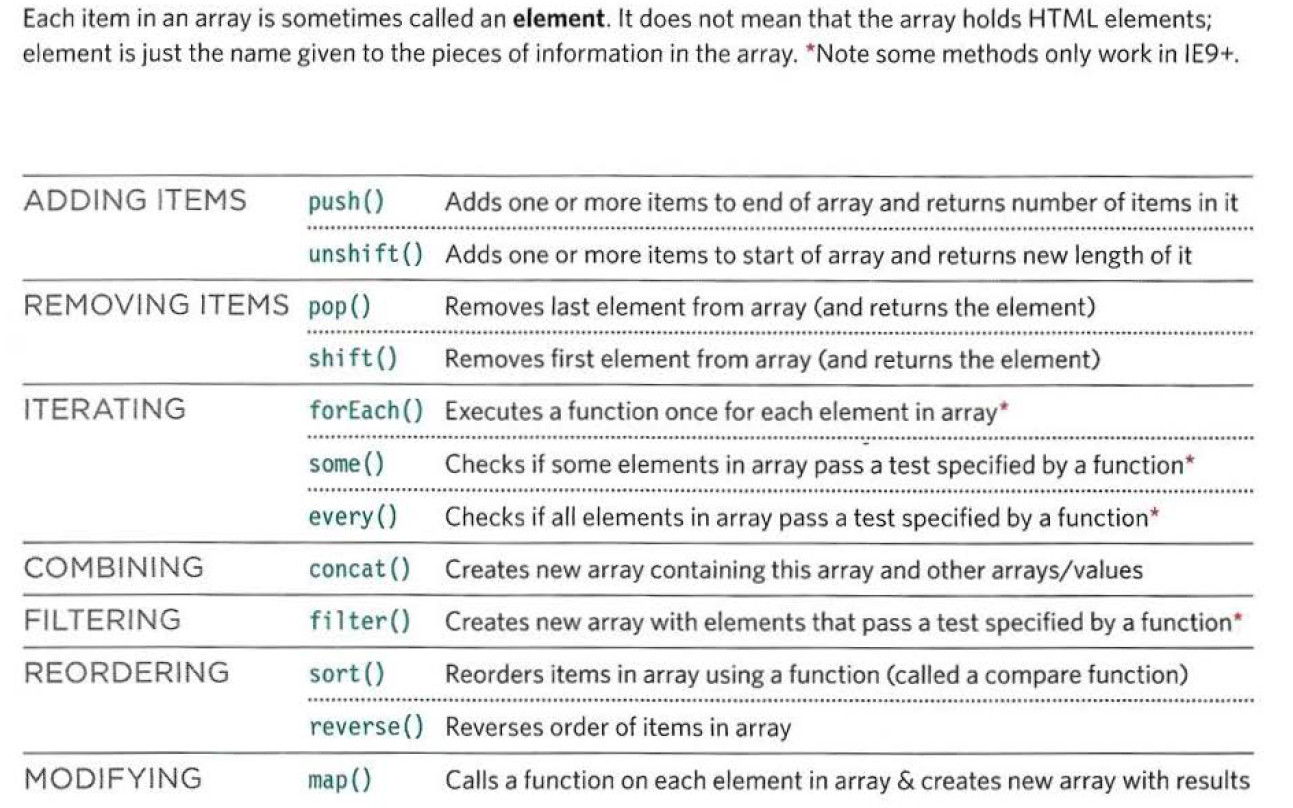 Each item in an array is sometimes called an element. It does not mean that the array holds HTML elements;
element is just the name given to the pieces of information in the array. *Note some methods only work in IE9+.
ADDING ITEMS push() Adds one or more items to end of array and returns number of items in it
unshift() Adds one or more items to start of array and returns new length of it
REMOVING ITEMS pop() Removes last element from array (and returns the element)
shift() Removes first element from array (and returns the element)
ITERATING forEach() Executes a function once for each element in array*
some() Checks if some elements in array pass a test specified by a function*
every() Checks if all elements in array pass a test specified by a function*
COMBINING concat() Creates new array containing this array and other arrays/values
FILTERING filter() Creates new array with elements that pass a test specified by a function*
REORDERING sort() Reorders items in array using a function (called a compare function)
reverse() Reverses order of items in array
MODIFYING map() Calls a function on each element in array & creates new array with results